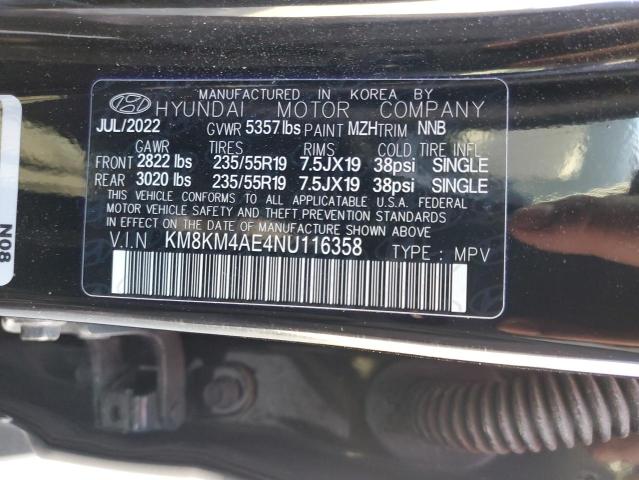 MANUFACTURED IN KOREA BY
HYUNDAI MOTOR COMPANY
JUL/2022 GVWR 5357lbs PAINT MZH TRIM NNB
GAWR TIRES RIMS COLD TIRE INFL.
FRONT 2822 lbs 235/55R19 7.5JX19 38psi SINGLE
REAR 3020 lbs 235/55R19 7.5JX19 38psi SINGLE
THIS VEHICLE CONFORMS TO ALL APPLICABLE U.S.A. FEDERAL
MOTOR VEHICLE SAFETY AND THEFT PREVENTION STANDARDS
IN EFFECT ON THE DATE OF MANUFACTURE SHOWN ABOVE
V.I.N KM8KM4AE4NU116358 TYPE : MPV
N08